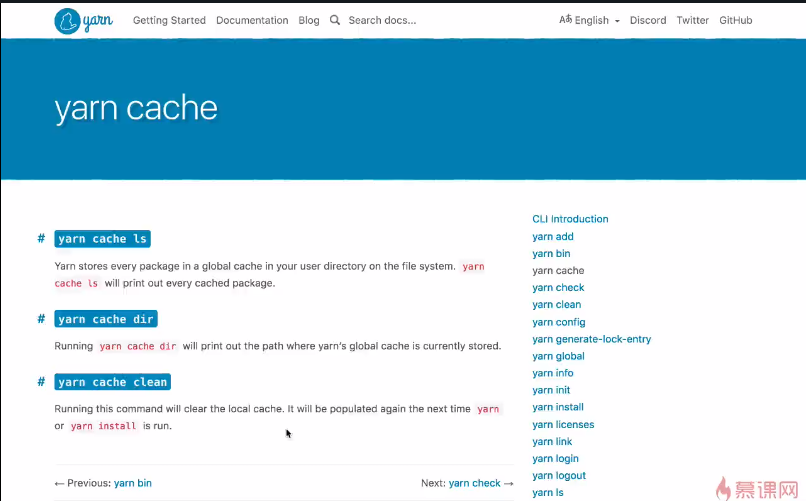 yarn Getting Started Documentation Blog Search docs... A あ English Discord Twitter GitHub
yarn cache
# yarn cache ls
Yarn stores every package in a global cache in your user directory on the file system. yarn
cache ls will print out every cached package.
# yarn cache dir
Running yarn cache dir will print out the path where yarn's global cache is currently stored.
# yarn cache clean
Running this command will clear the local cache. It will be populated again the next time yarn
or yarn install is run.
← Previous: yarn bin
Next: yarn check →
CLI Introduction
yarn add
yarn bin
yarn cache
yarn check
yarn clean
yarn config
yarn generate-lock-entry
yarn global
yarn info
yarn init
yarn install
yarn licenses
yarn link
yarn login
yarn logout
yarn ls
慕课网